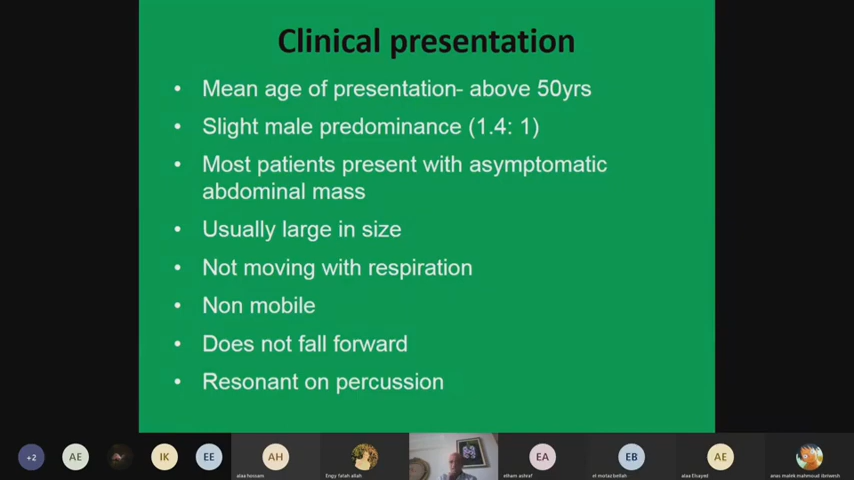 Clinical presentation
• Mean age of presentation- above 50yrs
• Slight male predominance (1.4: 1)
• Most patients present with asymptomatic
abdominal mass
• Usually large in size
• Not moving with respiration
• Non mobile
• Does not fall forward
• Resonant on percussion
+2
AE
IK
EE
AH
EA
EB
AE
alaa hossam
Engy fatah allah
elham ashraf
el mortaz bellah
alaa Elsayed
anas malek mahmoud ibrieesh